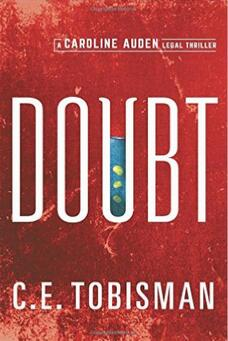 A CAROLINE AUDEN LEGAL THRILLER
DOUBT
C.E. TOBISMAN